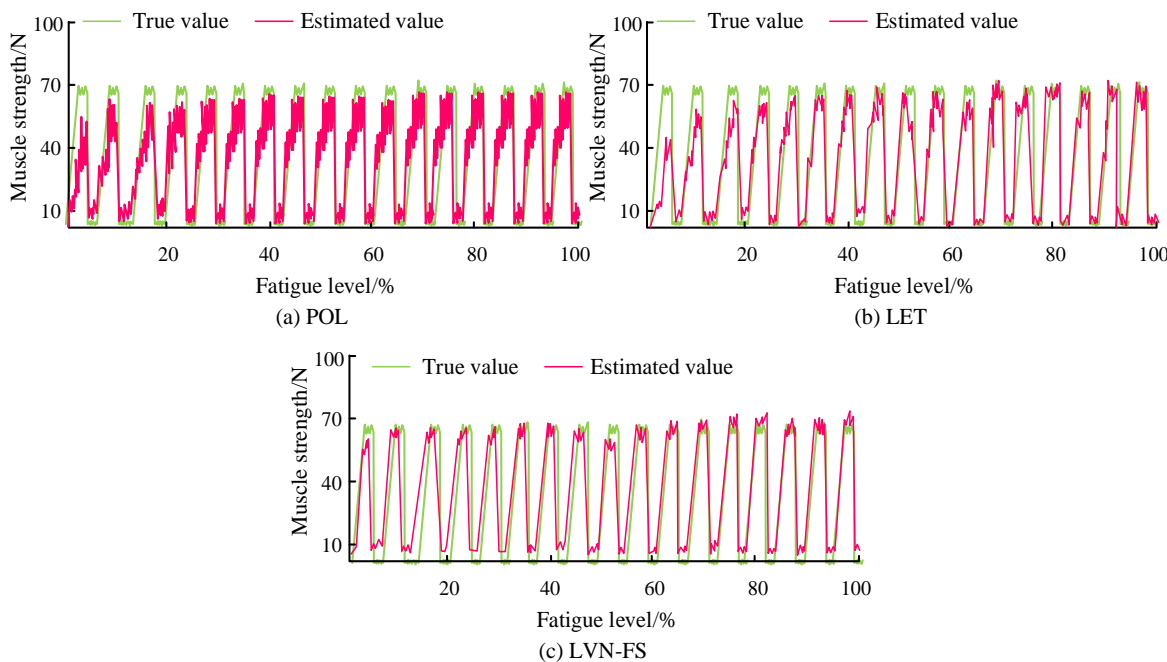 100
True value
Estimated value
Muscle strength/N
70
40
10
20 40 60 80 100
Fatigue level/%
(a) POL
100
True value
Estimated value
Muscle strength/N
70
40
10
20 40 60 80 100
Fatigue level/%
(b) LET
100
True value
Estimated value
Muscle strength/N
70
40
10
20 40 60 80 100
Fatigue level/%
(c) LVN-FS